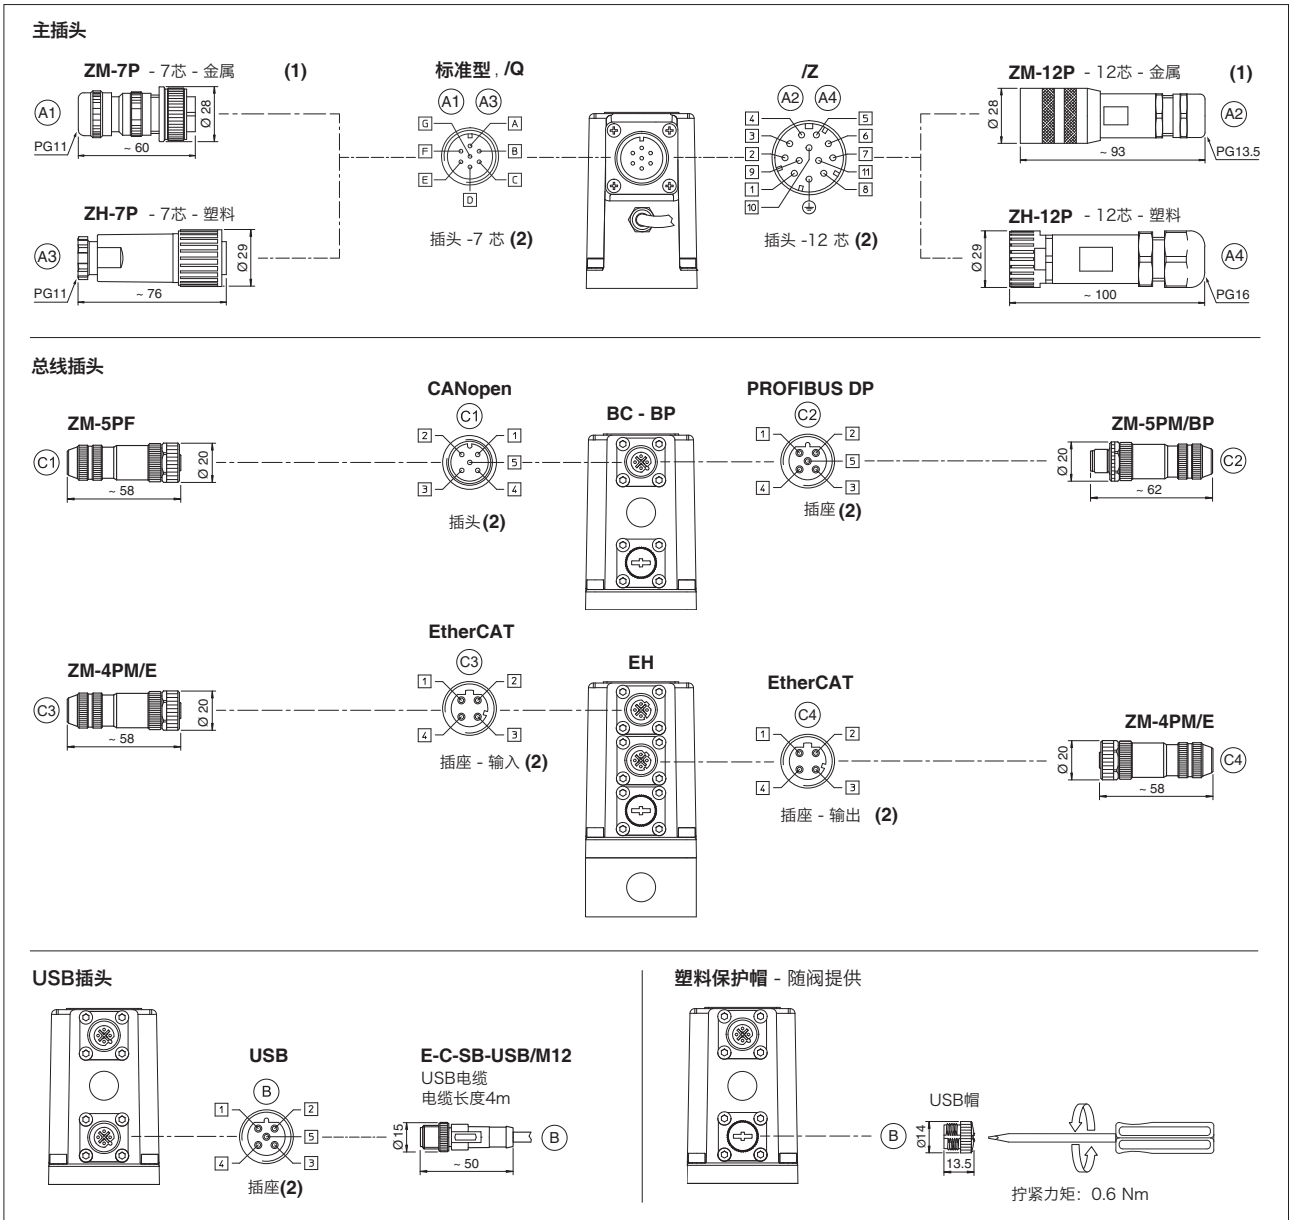 主插头
ZM-7P - 7芯 - 金属 (1)
A1
PG11
~ 60
Ø 28
ZH-7P - 7芯 - 塑料
A3
PG11
~ 76
Ø 29
标准型 , /Q
A1 A3
G A
F B
E C
D
插头 -7 芯 (2)
/Z
A2 A4
4 5
3 6
2 7
9 11
1 8
10
插头 -12 芯 (2)
ZM-12P - 12芯 - 金属 (1)
Ø 28
A2
~ 93
PG13.5
ZH-12P - 12芯 - 塑料
Ø 29
A4
~ 100
PG16
总线插头
ZM-5PF
C1
Ø 20
~ 58
CANopen
C1
2 1
5
3 4
插头 (2)
BC - BP
PROFIBUS DP
C2
1 2
5
4 3
插座 (2)
ZM-5PM/BP
Ø 20
C2
~ 62
ZM-4PM/E
C3
Ø 20
~ 58
EtherCAT
C3
1 2
4 3
插座 - 输入 (2)
EH
EtherCAT
C4
1 2
4 3
插座 - 输出 (2)
ZM-4PM/E
Ø 20
C4
~ 58
USB插头
USB
B
1 2
5
4 3
插座(2)
E-C-SB-USB/M12
USB电缆
电缆长度4m
Ø 15
B
~ 50
塑料保护帽 - 随阀提供
B
USB帽
Ø14
13.5
拧紧力矩：0.6 Nm